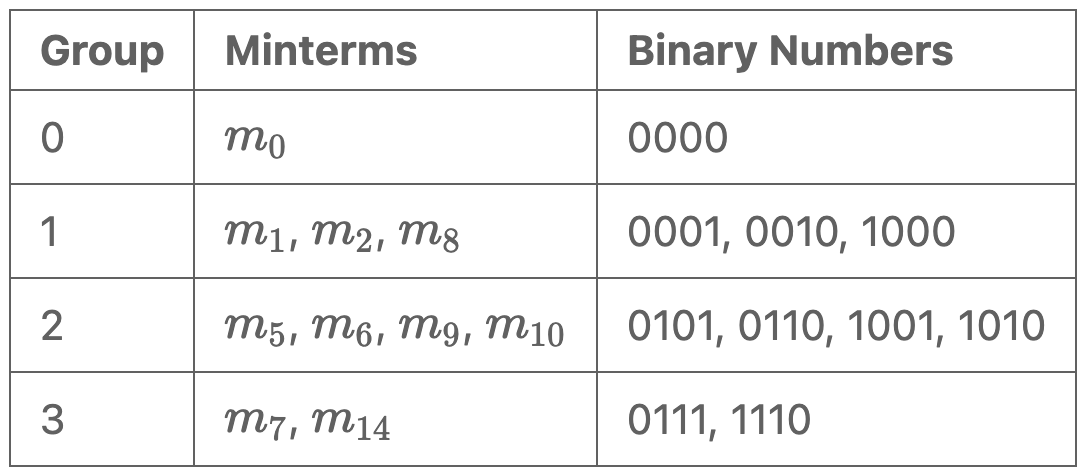 Group Minterms Binary Numbers
0 m₀ 0000
1 m₁, m₂, m₈ 0001, 0010, 1000
2 m₅, m₆, m₉, m₁₀ 0101, 0110, 1001, 1010
3 m₇, m₁₄ 0111, 1110